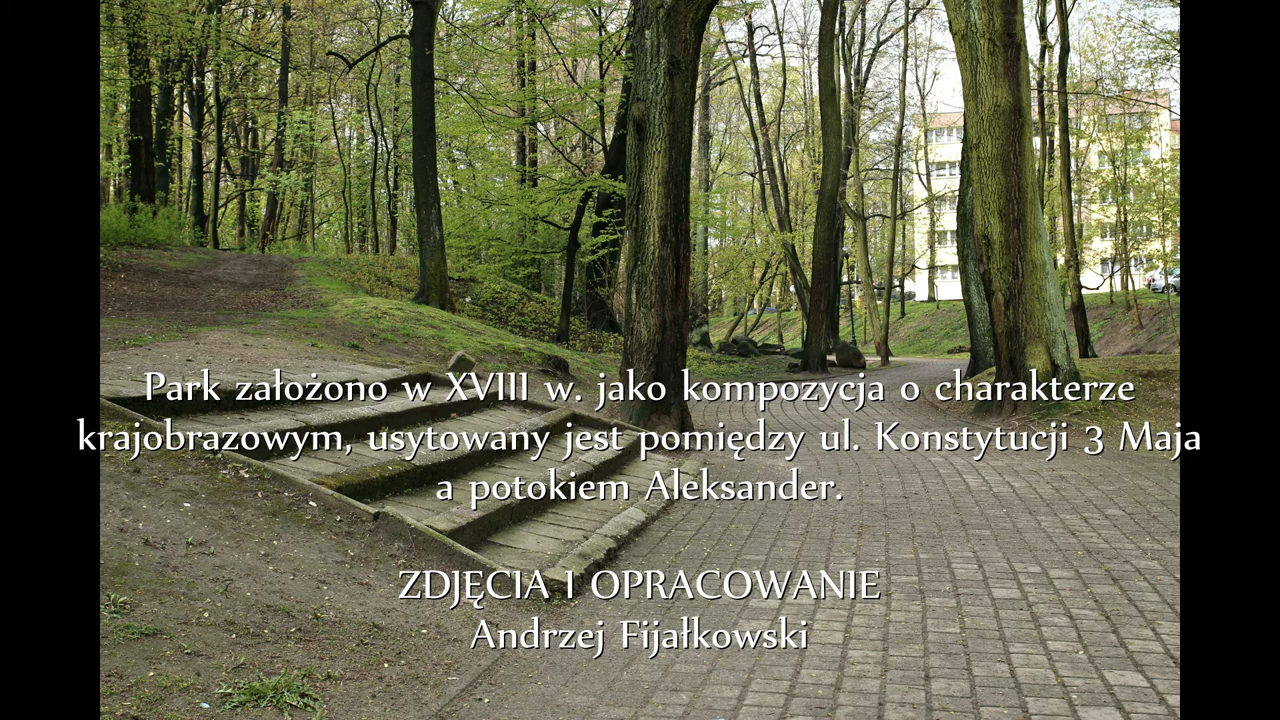 Park założono w XVIII w. jako kompozycja o charakterze
krajobrazowym, usytowany jest pomiędzy ul. Konstytucji 3 Maja
a potokiem Aleksander.
ZDJĘCIA I OPRACOWANIE
Andrzej Fijałkowski